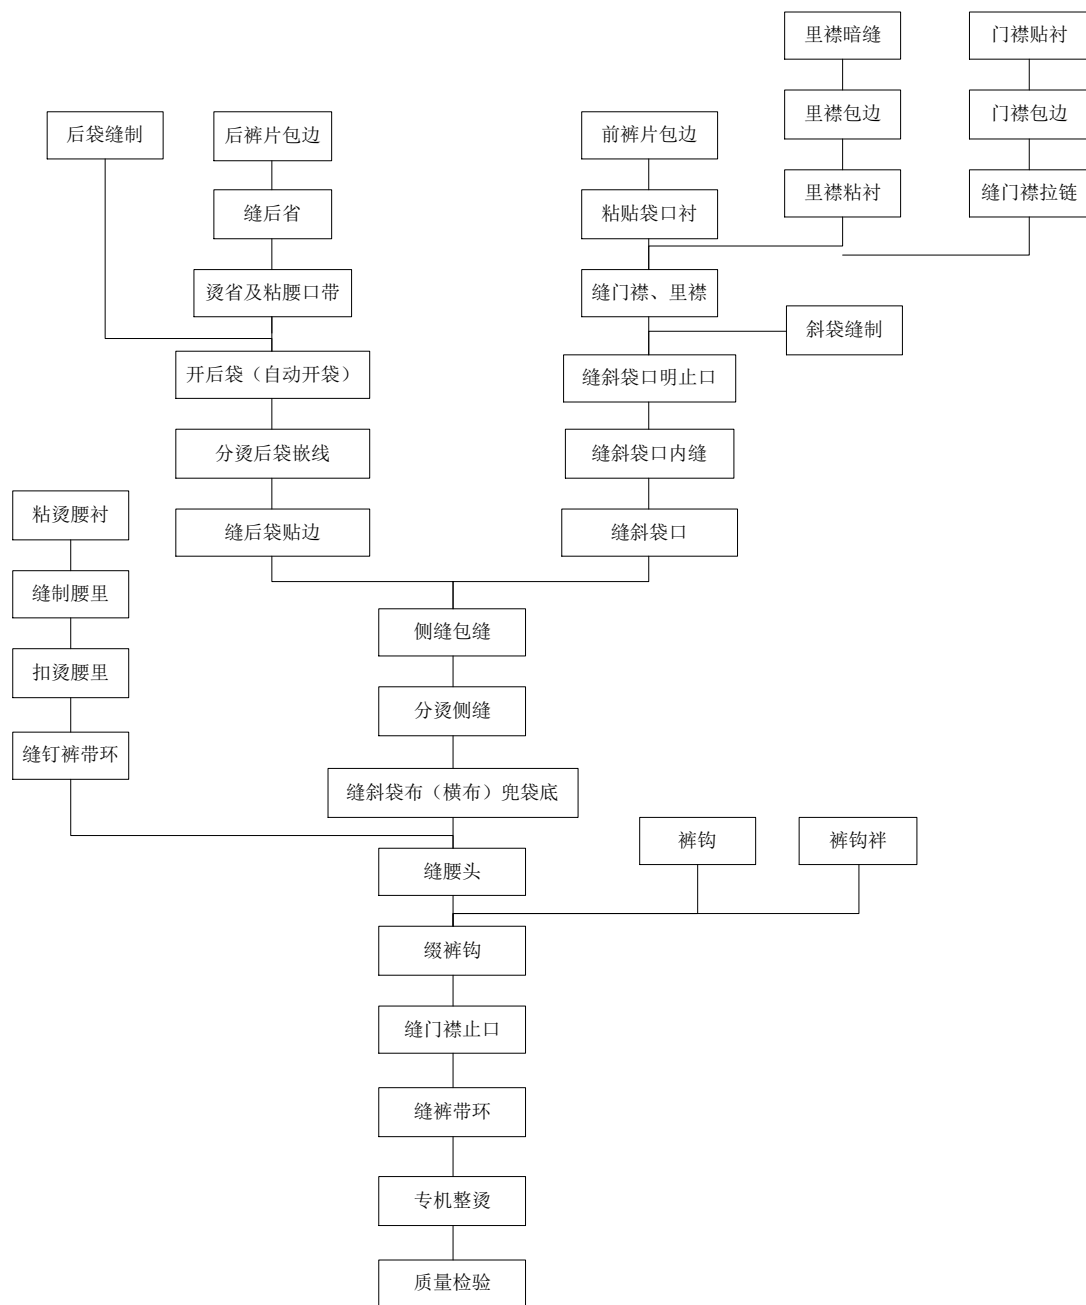 里襟暗缝
门襟贴衬
里襟包边
门襟包边
后袋缝制
后裤片包边
前裤片包边
里襟粘衬
缝门襟拉链
缝后省
粘贴袋口衬
烫省及粘腰口带
缝门襟、里襟
斜袋缝制
开后袋（自动开袋）
缝斜袋口明止口
分烫后袋嵌线
缝斜袋口内缝
粘烫腰衬
缝后袋贴边
缝斜袋口
缝制腰里
侧缝包缝
扣烫腰里
分烫侧缝
缝钉裤带环
缝斜袋布（横布）兜袋底
裤钩
裤钩袢
缝腰头
缀裤钩
缝门襟止口
缝裤带环
专机整烫
质量检验